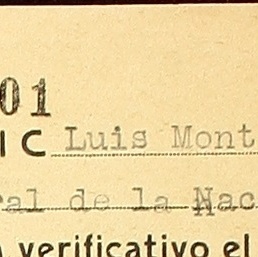 01
IC Luis Mont
al de la Nac
verificativo el